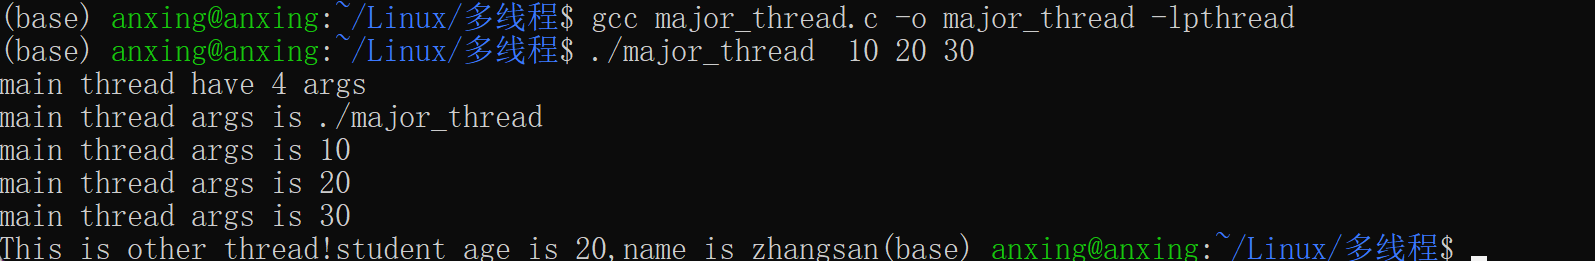 (base) anxing@anxing:~/Linux/多线程$ gcc major_thread.c -o major_thread -lpthread
(base) anxing@anxing:~/Linux/多线程$ ./major_thread  10 20 30
main thread have 4 args
main thread args is ./major_thread
main thread args is 10
main thread args is 20
main thread args is 30
This is other thread!student age is 20,name is zhangsan(base) anxing@anxing:~/Linux/多线程$